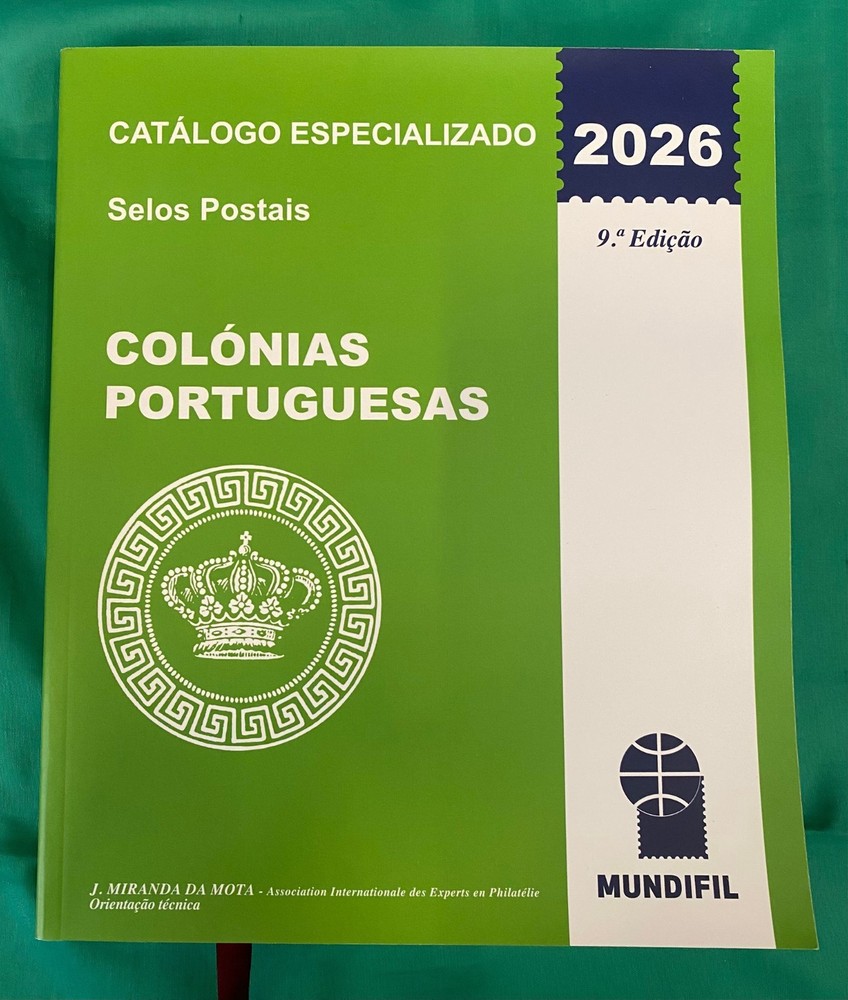 CATÁLOGO ESPECIALIZADO
2026
Selos Postais
9.ª Edição
COLÓNIAS
PORTUGUESAS
MUNDIFIL
J. MIRANDA DA MOTA - Association Internationale des Experts en Philatélie
Orientação técnica